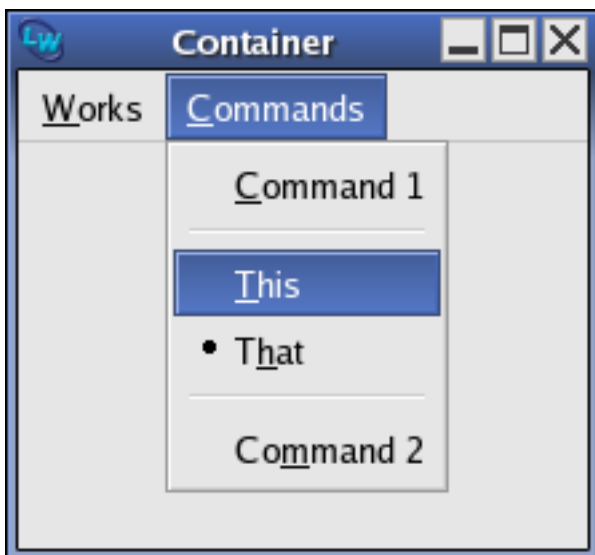 LW Container
Works Commands
Command 1
This
That
Command 2